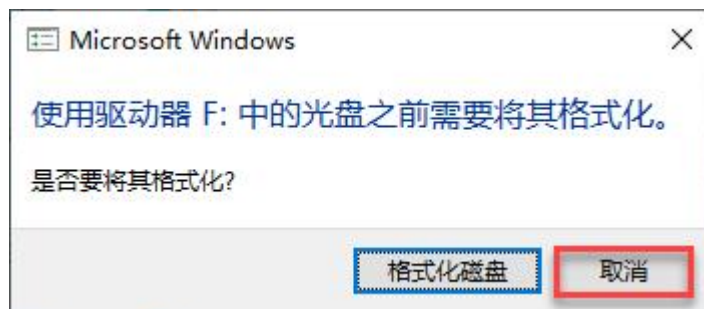 Microsoft Windows
使用驱动器 F: 中的光盘之前需要将其格式化。
是否要将其格式化?
格式化磁盘 取消